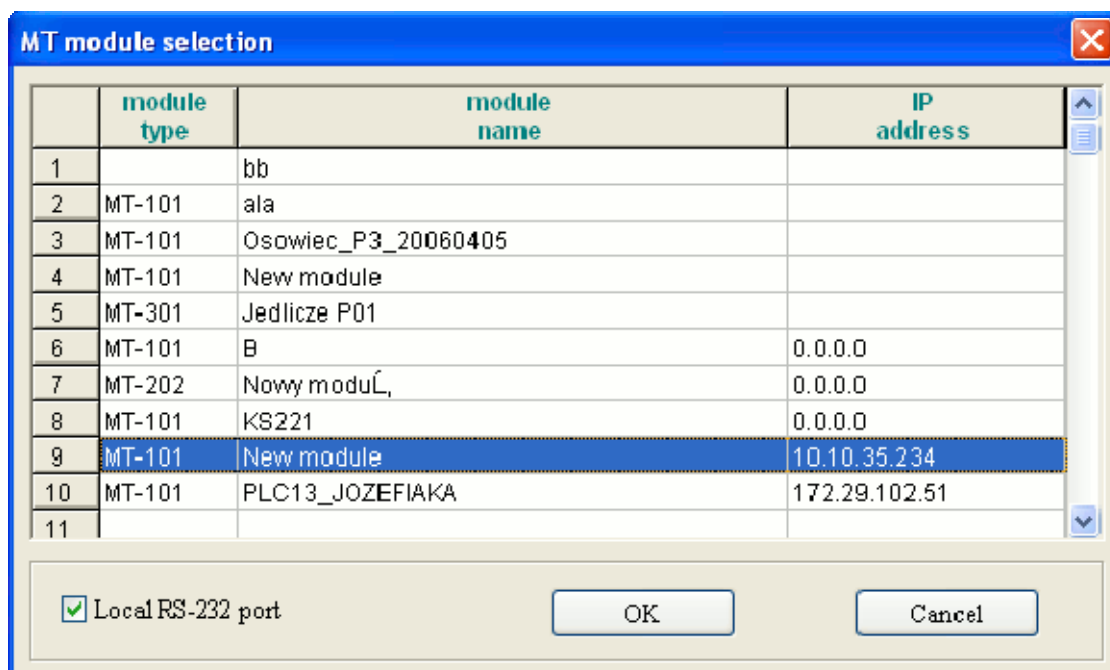 MT module selection
module type module name IP address
1 bb
2 MT-101 ala
3 MT-101 Osowiec_P3_20060405
4 MT-101 New module
5 MT-301 Jedlicze P01
6 MT-101 B 0.0.0.0
7 MT-202 Nowy moduĹ‚ 0.0.0.0
8 MT-101 KS221 0.0.0.0
9 MT-101 New module 10.10.35.234
10 MT-101 PLC13_JOZEFIAKA 172.29.102.51
11
Local RS-232 port OK Cancel